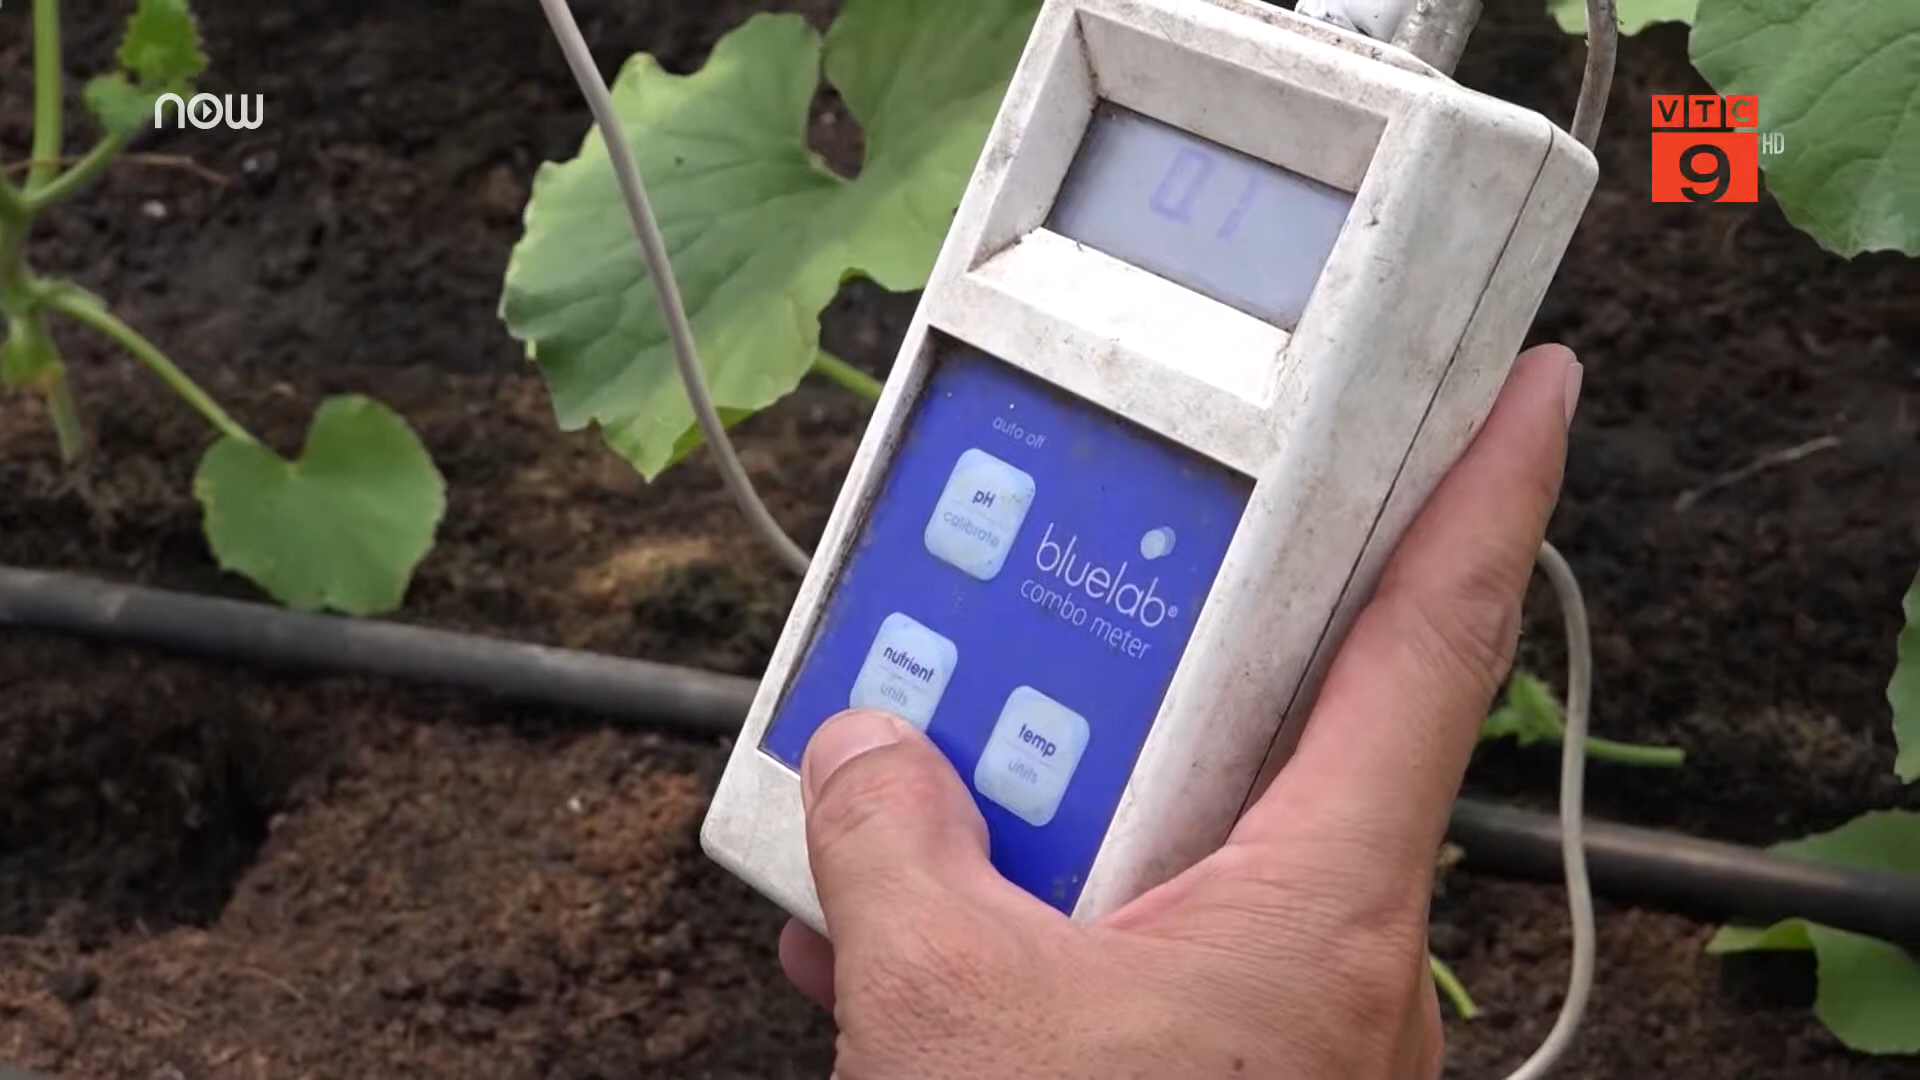 now
VTC
9
HD
0.1
auto off
pH
calibrate
bluelab®
combo meter
nutrient
units
temp
units